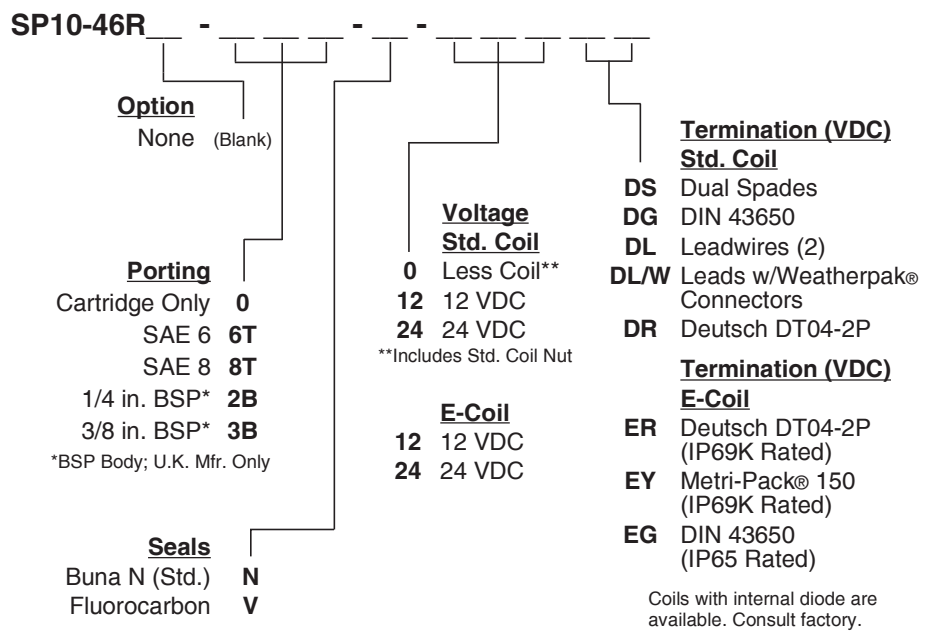 SP10-46R__ - __ __ __ - __ - __ __ __ __ __
Option
None (Blank)
Porting
Cartridge Only 0
SAE 6 6T
SAE 8 8T
1/4 in. BSP* 2B
3/8 in. BSP* 3B
*BSP Body; U.K. Mfr. Only
Seals
Buna N (Std.) N
Fluorocarbon V
Voltage
Std. Coil
0 Less Coil**
12 12 VDC
24 24 VDC
**Includes Std. Coil Nut
E-Coil
12 12 VDC
24 24 VDC
Termination (VDC)
Std. Coil
DS Dual Spades
DG DIN 43650
DL Leadwires (2)
DL/W Leads w/Weatherpak®
Connectors
DR Deutsch DT04-2P
Termination (VDC)
E-Coil
ER Deutsch DT04-2P
(IP69K Rated)
EY Metri-Pack® 150
(IP69K Rated)
EG DIN 43650
(IP65 Rated)
Coils with internal diode are
available. Consult factory.